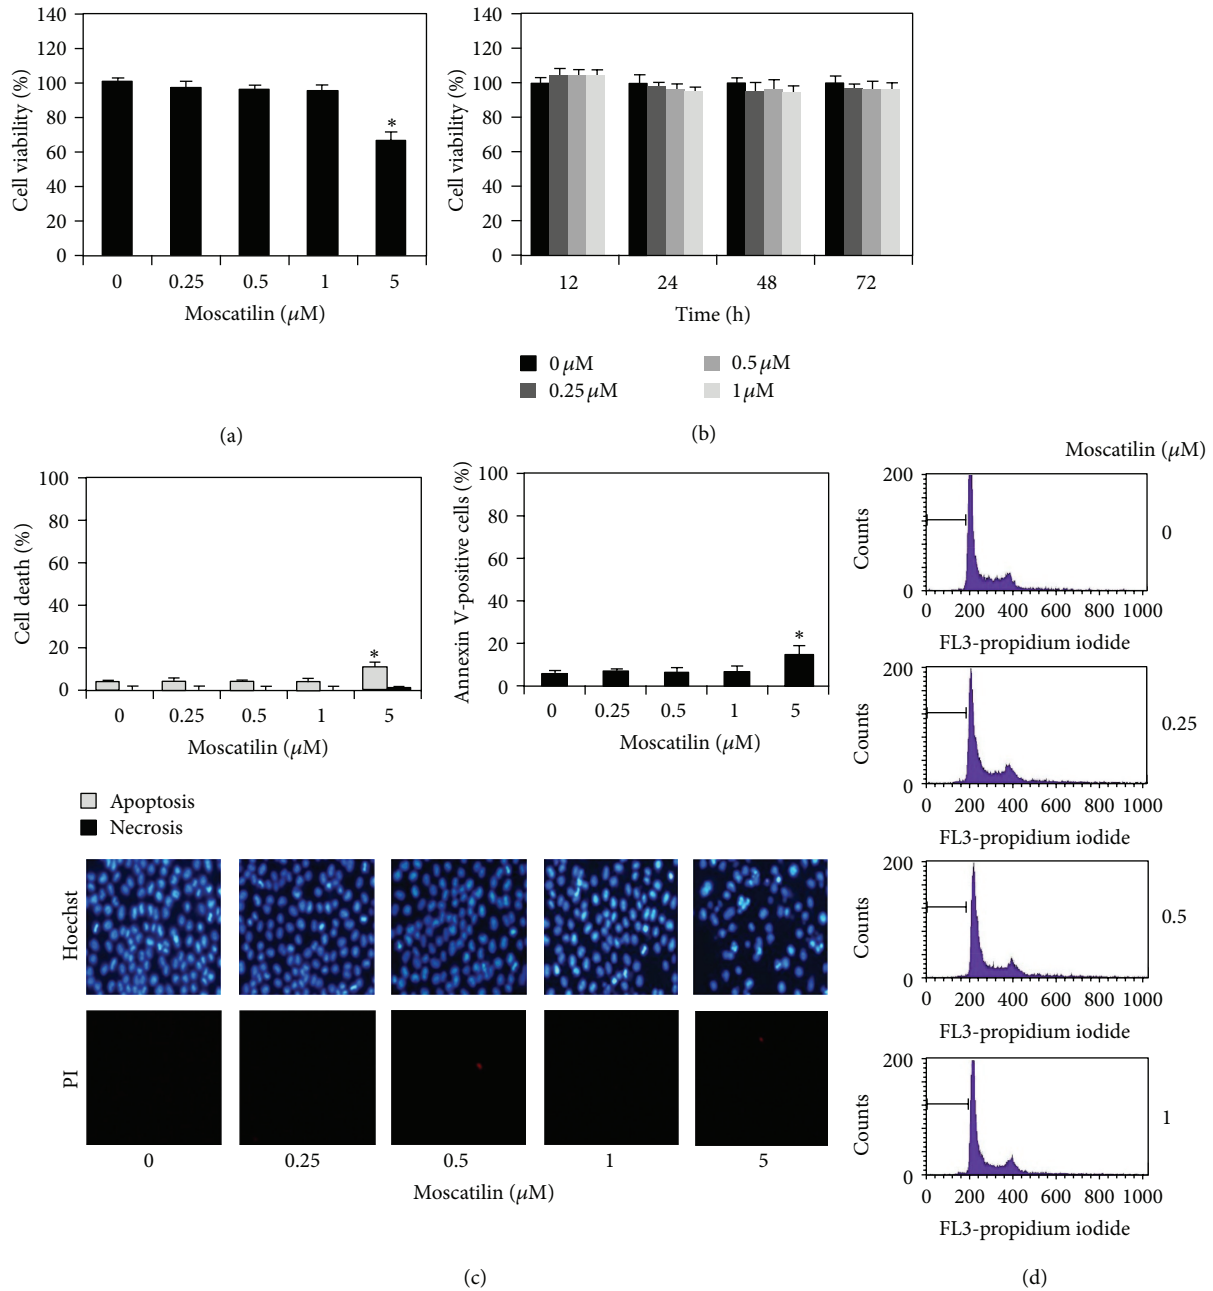 140
120
100
80
60
40
20
0
Cell viability (%)
*
0 0.25 0.5 1 5
Moscatilin (μM)
(a)
140
120
100
80
60
40
20
0
Cell viability (%)
12 24 48 72
Time (h)
0 μM
0.25 μM
0.5 μM
1 μM
(b)
100
80
60
40
20
0
Cell death (%)
*
0 0.25 0.5 1 5
Moscatilin (μM)
Apoptosis
Necrosis
100
80
60
40
20
0
Annexin V-positive cells (%)
*
0 0.25 0.5 1 5
Moscatilin (μM)
Hoechst
PI
0 0.25 0.5 1 5
Moscatilin (μM)
(c)
Moscatilin (μM)
200
0
Counts
0 200 400 600 800 1000
FL3-propidium iodide
0
200
0
Counts
0 200 400 600 800 1000
FL3-propidium iodide
0.25
200
0
Counts
0 200 400 600 800 1000
FL3-propidium iodide
0.5
200
0
Counts
0 200 400 600 800 1000
FL3-propidium iodide
1
(d)